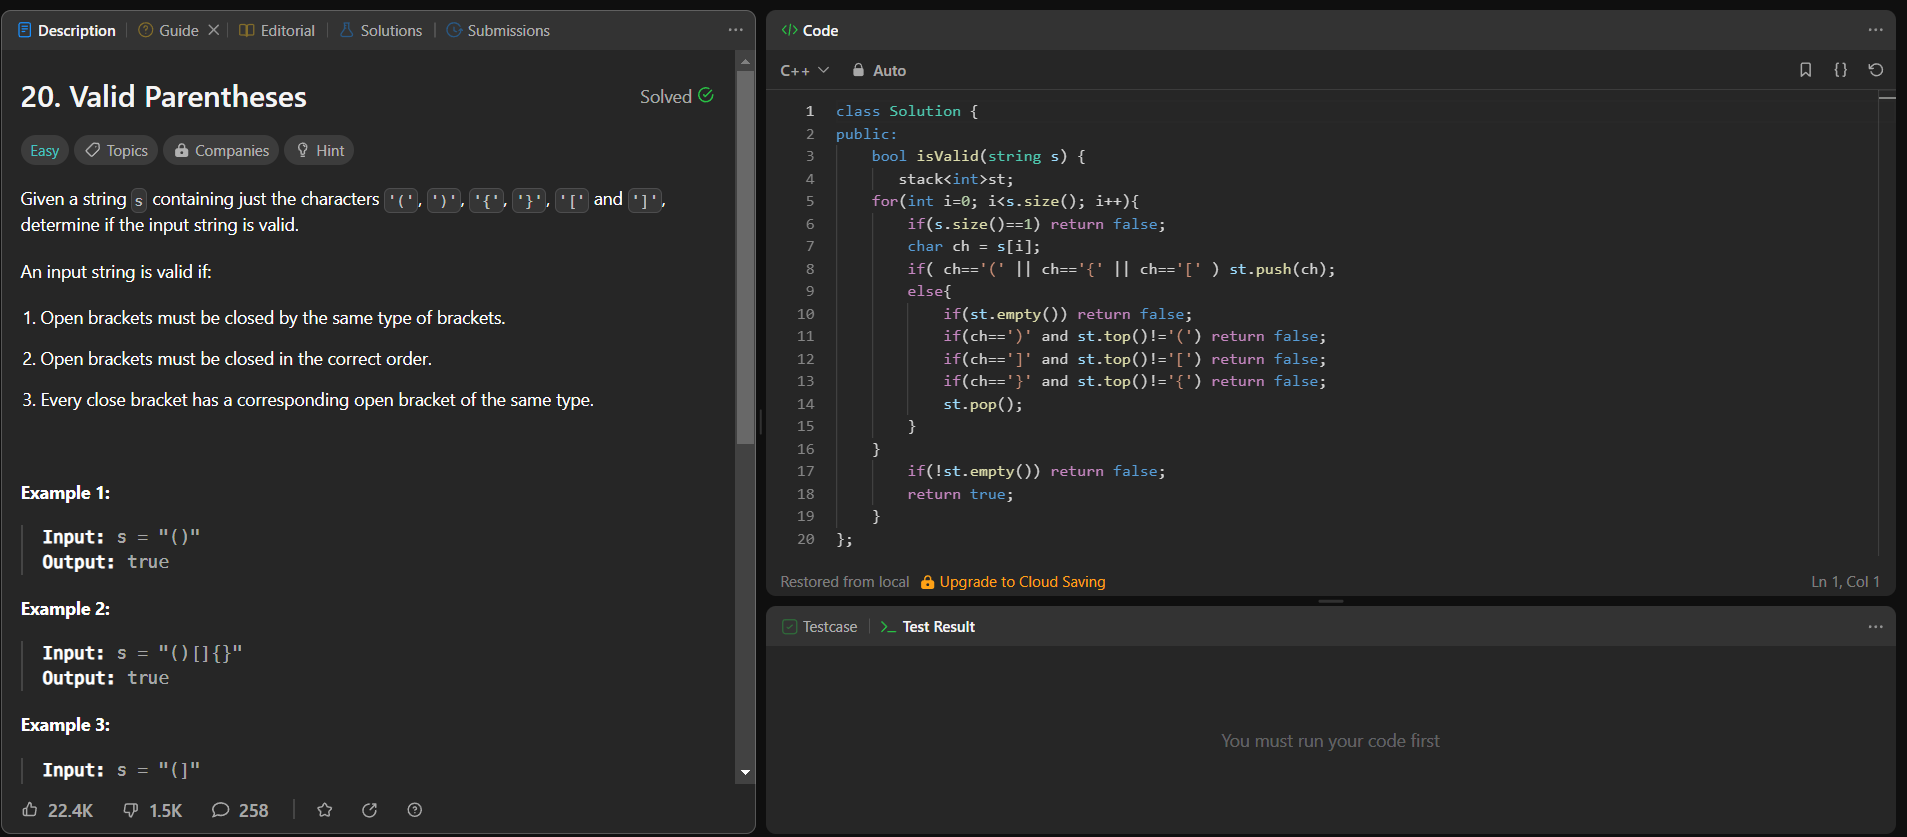 Description
Guide
Editorial
Solutions
Submissions
20. Valid Parentheses
Solved
Easy
Topics
Companies
Hint
Given a string s containing just the characters '(', ')', '{', '}', '[' and ']',
determine if the input string is valid.
An input string is valid if:
1. Open brackets must be closed by the same type of brackets.
2. Open brackets must be closed in the correct order.
3. Every close bracket has a corresponding open bracket of the same type.
Example 1:
Input: s = "()"
Output: true
Example 2:
Input: s = "()[]{}"
Output: true
Example 3:
Input: s = "(]"
22.4K
1.5K
258
</> Code
C++
Auto
{}
1 class Solution {
2 public:
3     bool isValid(string s) {
4        stack<int>st;
5     for(int i=0; i<s.size(); i++){
6         if(s.size()==1) return false;
7         char ch = s[i];
8         if( ch=='(' || ch=='{' || ch=='[' ) st.push(ch);
9         else{
10             if(st.empty()) return false;
11             if(ch==')' and st.top()!='(') return false;
12             if(ch==']' and st.top()!='[') return false;
13             if(ch=='}' and st.top()!='{') return false;
14             st.pop();
15         }
16     }
17         if(!st.empty()) return false;
18         return true;
19     }
20 };
Restored from local
Upgrade to Cloud Saving
Ln 1, Col 1
Testcase
>_ Test Result
You must run your code first